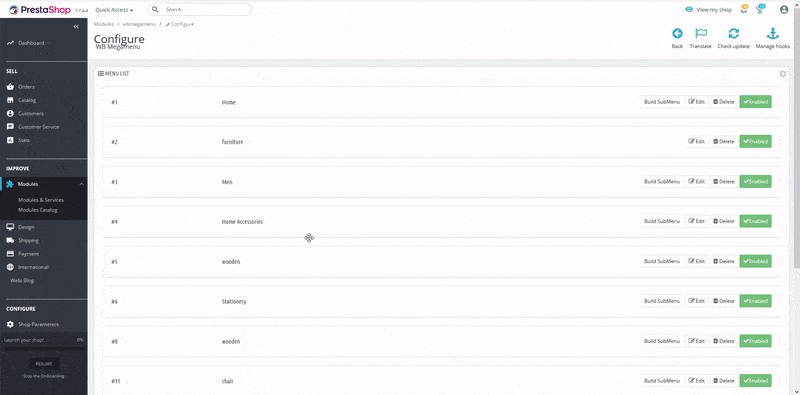 PrestaShop 1.7.4.4 Quick Access Search View my shop
Modules / wbmegamenu / Configure
Configure
WB Megamenu
Back Translate Check update Manage hooks
Dashboard
SELL
Orders
Catalog
Customers
Customer Service
Stats
IMPROVE
Modules
Modules & Services
Modules Catalog
Design
Shipping
Payment
International
Webi Blog
CONFIGURE
Shop Parameters
Launch your shop! 0%
RESUME
Stop the OnBoarding
MENU LIST
#1 Home Build SubMenu Edit Delete Enabled
#2 furniture Edit Delete Enabled
#3 Men Build SubMenu Edit Delete Enabled
#4 Home Accessories Build SubMenu Edit Delete Enabled
#5 wooden Build SubMenu Edit Delete Enabled
#6 Stationery Build SubMenu Edit Delete Enabled
#8 wooden Build SubMenu Edit Delete Enabled
#11 chair Build SubMenu Edit Delete Enabled